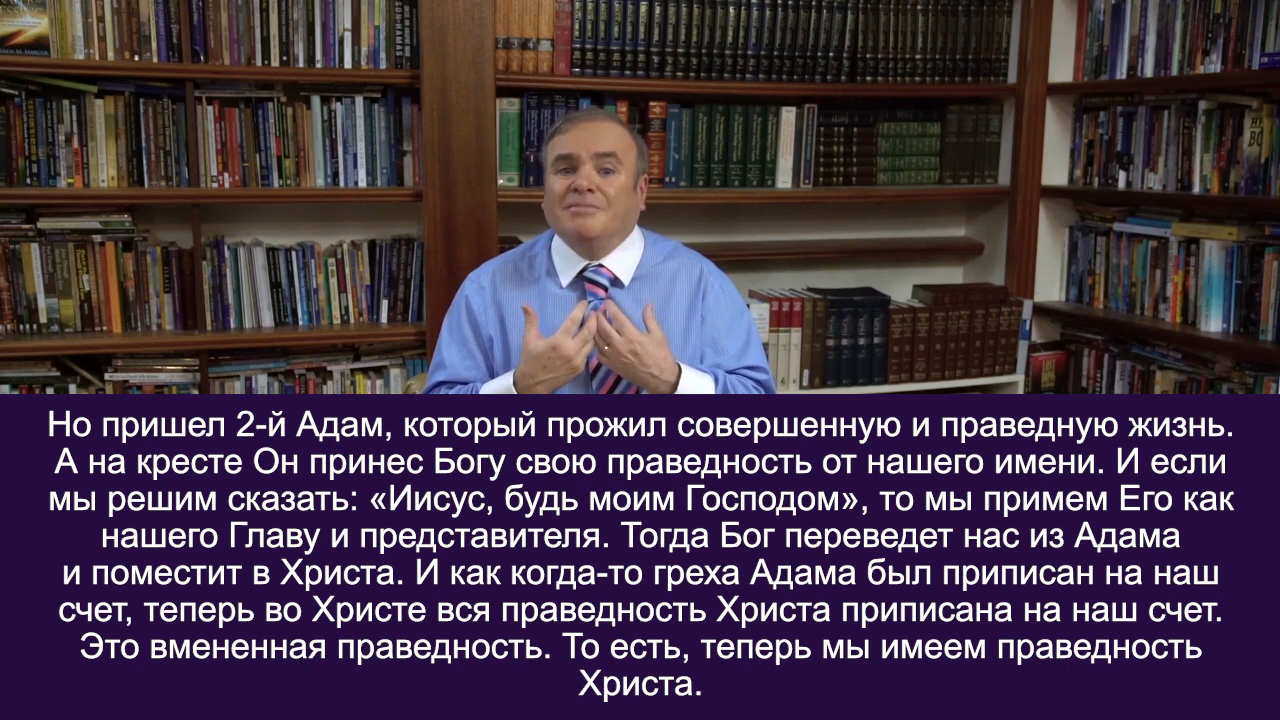 Но пришел 2-й Адам, который прожил совершенную и праведную жизнь.
А на кресте Он принес Богу свою праведность от нашего имени. И если
мы решим сказать: «Иисус, будь моим Господом», то мы примем Его как
нашего Главу и представителя. Тогда Бог переведет нас из Адама
и поместит в Христа. И как когда-то греха Адама был приписан на наш
счет, теперь во Христе вся праведность Христа приписана на наш счет.
Это вмененная праведность. То есть, теперь мы имеем праведность
Христа.